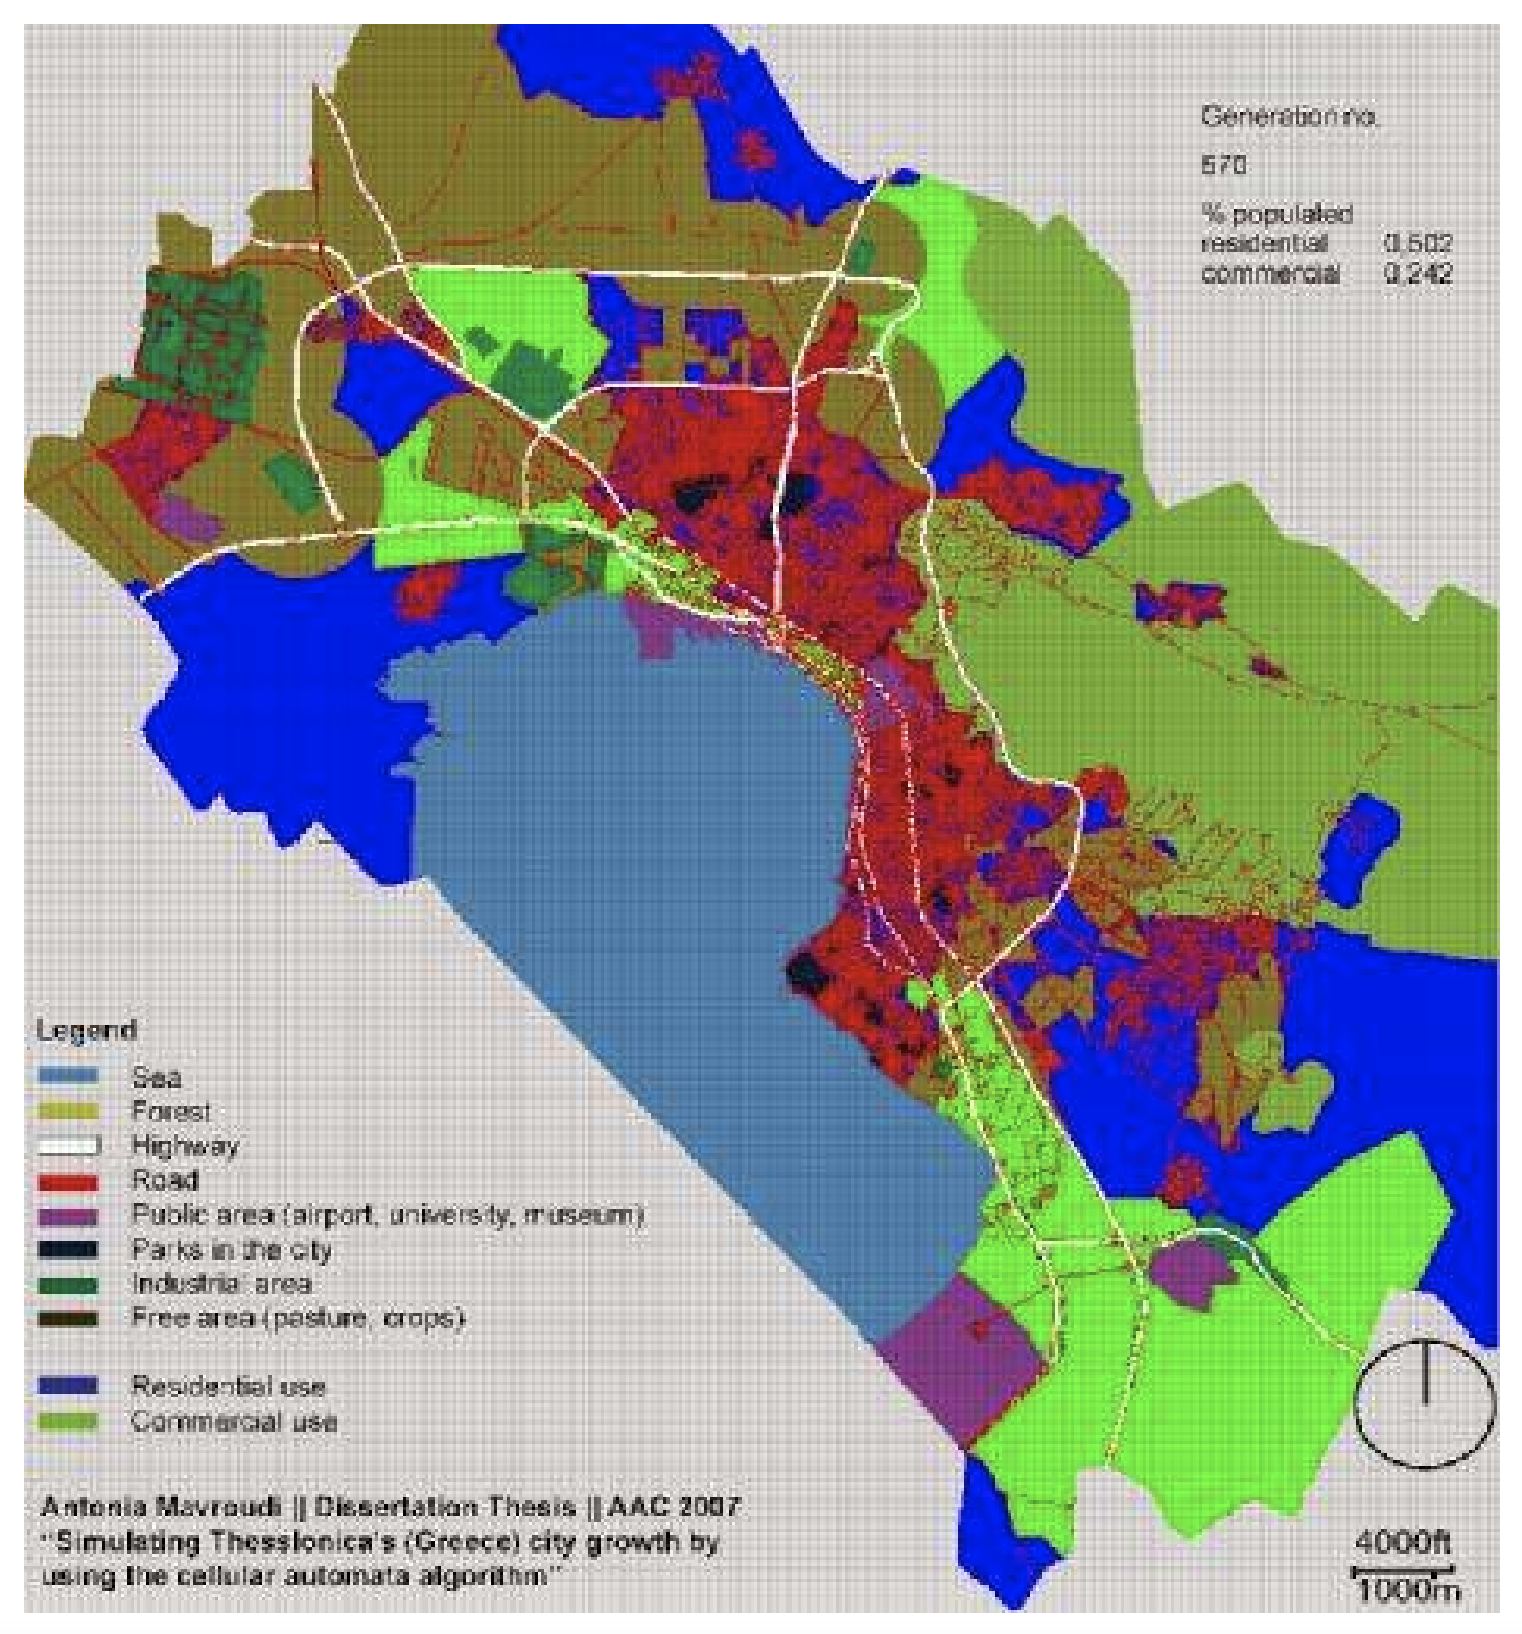 Generation no.
570
% populated
residential 0,502
commercial 0,242
Legend
Sea
Forest
Highway
Road
Public area (airport, university, museum)
Parks in the city
Industrial area
Free area (pasture, crops)
Residential use
Commercial use
Antonia Mavroudi || Dissertation Thesis || AAC 2007
"Simulating Thesslonica's (Greece) city growth by
using the cellular automata algorithm"
4000ft
1000m